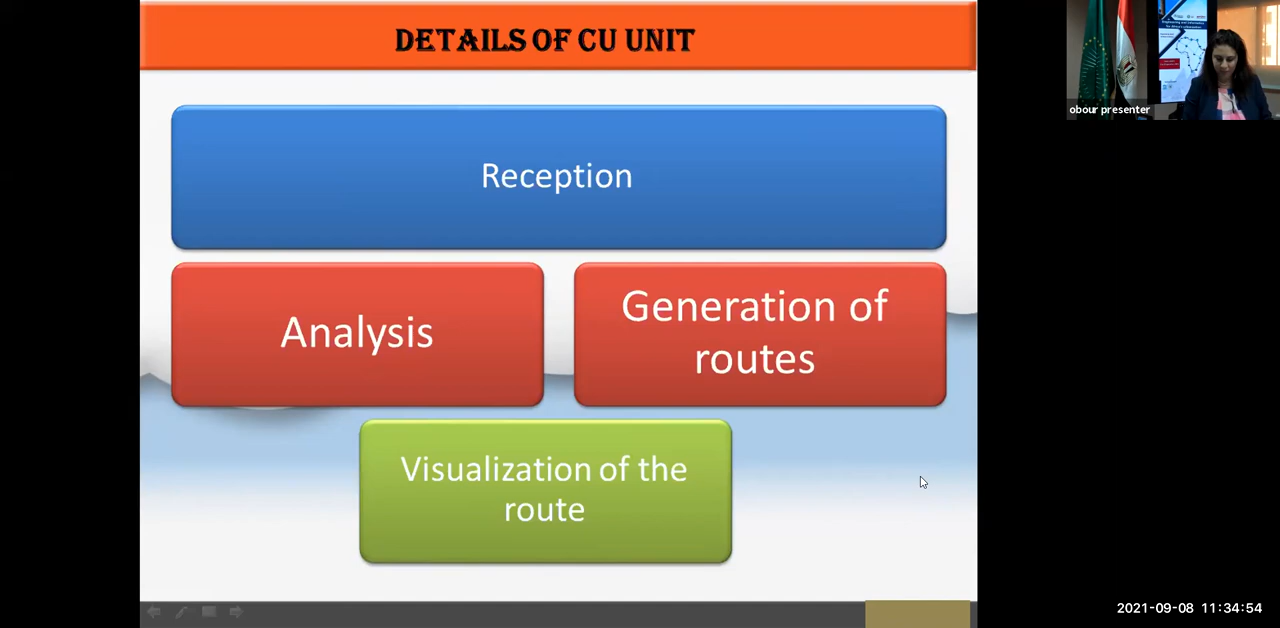 DETAILS OF CU UNIT
Reception
Analysis
Generation of
routes
Visualization of the
route
obour presenter
2021-09-08 11:34:54